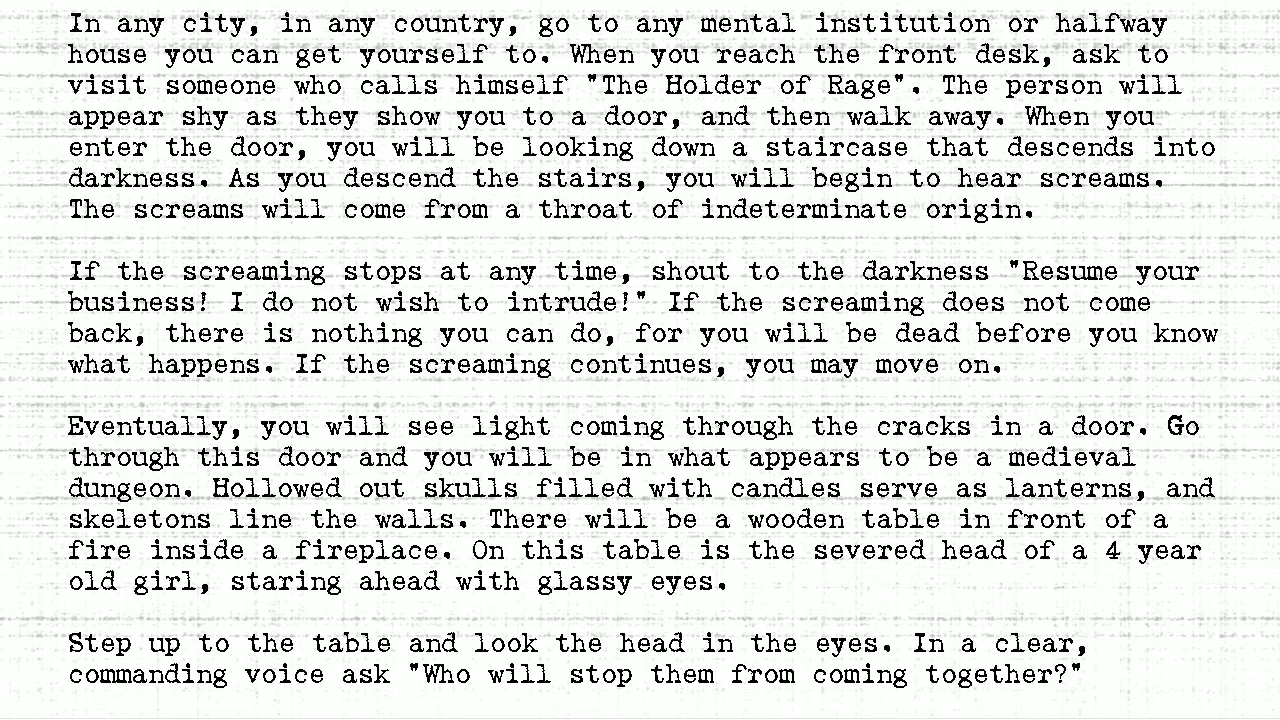 In any city, in any country, go to any mental institution or halfway
house you can get yourself to. When you reach the front desk, ask to
visit someone who calls himself "The Holder of Rage". The person will
appear shy as they show you to a door, and then walk away. When you
enter the door, you will be looking down a staircase that descends into
darkness. As you descend the stairs, you will begin to hear screams.
The screams will come from a throat of indeterminate origin.
If the screaming stops at any time, shout to the darkness "Resume your
business! I do not wish to intrude!" If the screaming does not come
back, there is nothing you can do, for you will be dead before you know
what happens. If the screaming continues, you may move on.
Eventually, you will see light coming through the cracks in a door. Go
through this door and you will be in what appears to be a medieval
dungeon. Hollowed out skulls filled with candles serve as lanterns, and
skeletons line the walls. There will be a wooden table in front of a
fire inside a fireplace. On this table is the severed head of a 4 year
old girl, staring ahead with glassy eyes.
Step up to the table and look the head in the eyes. In a clear,
commanding voice ask "Who will stop them from coming together?"